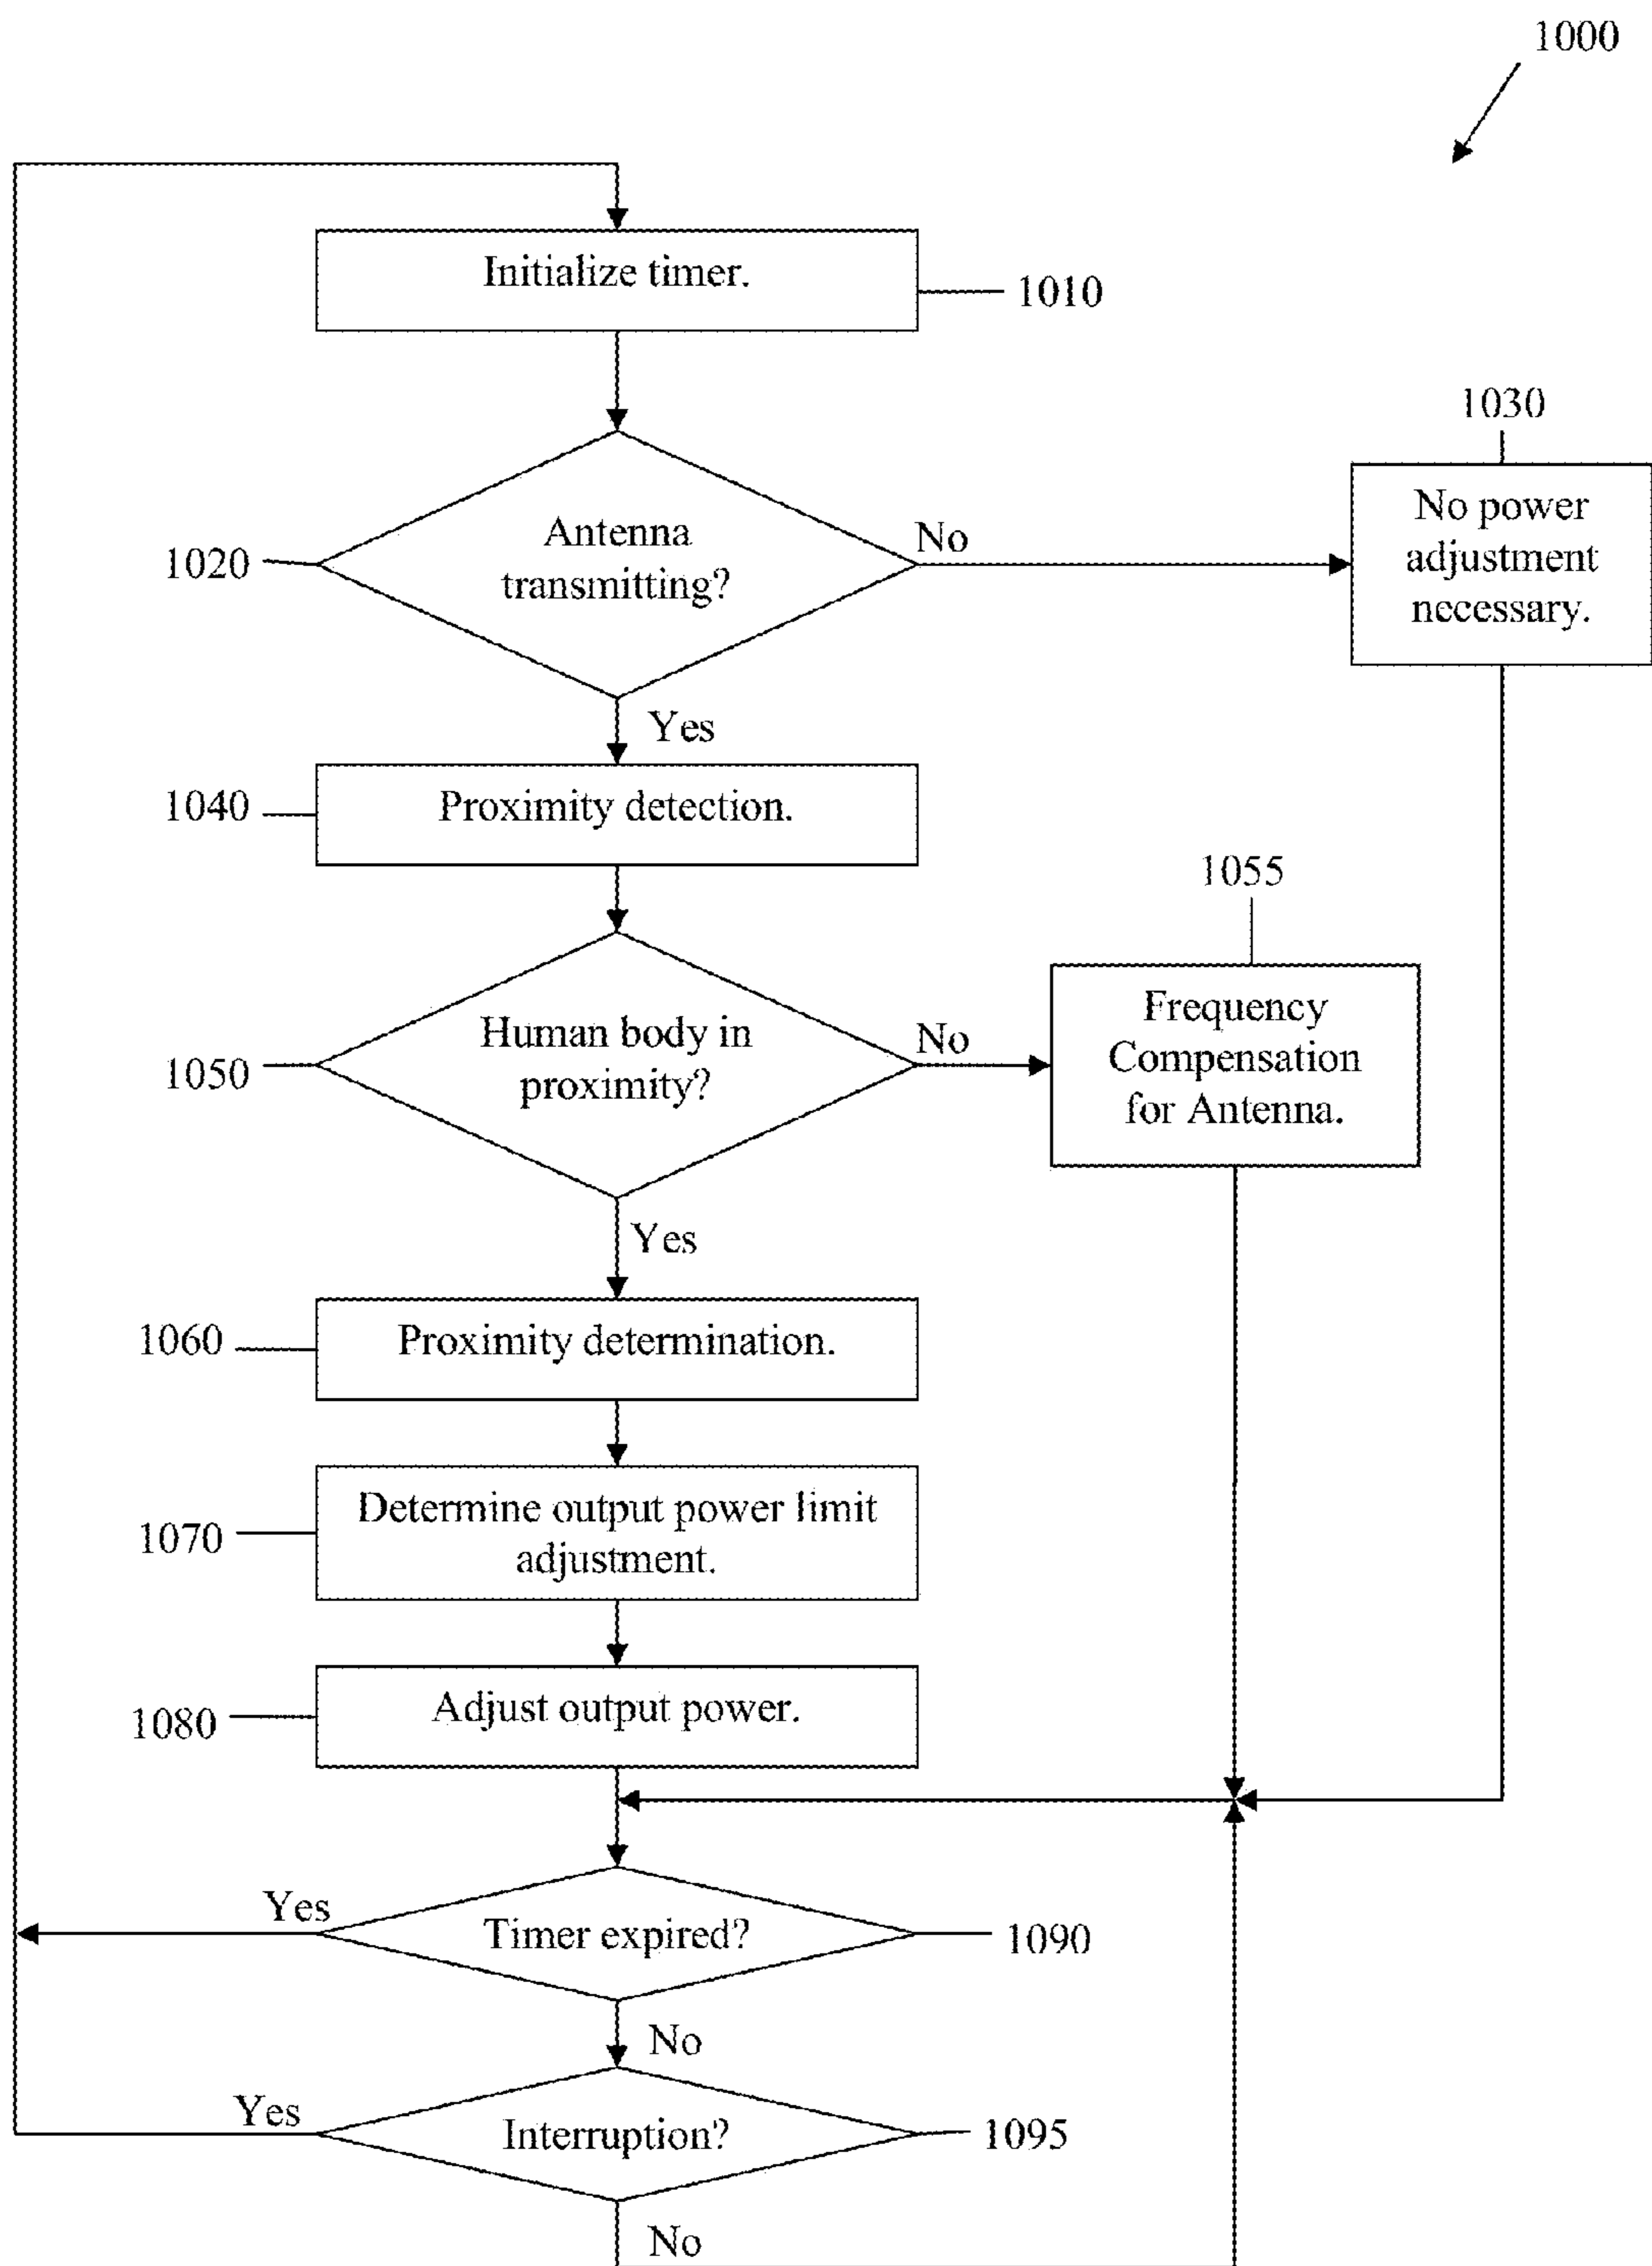 1000
Initialize timer.
1010
1030
No power
adjustment
necessary.
Antenna
transmitting?
1020
No
Yes
1040
Proximity detection.
1055
Frequency
Compensation
for Antenna.
Human body in
proximity?
1050
No
Yes
1060
Proximity determination.
1070
Determine output power limit
adjustment.
1080
Adjust output power.
Yes
Timer expired?
1090
No
Yes
Interruption?
1095
No